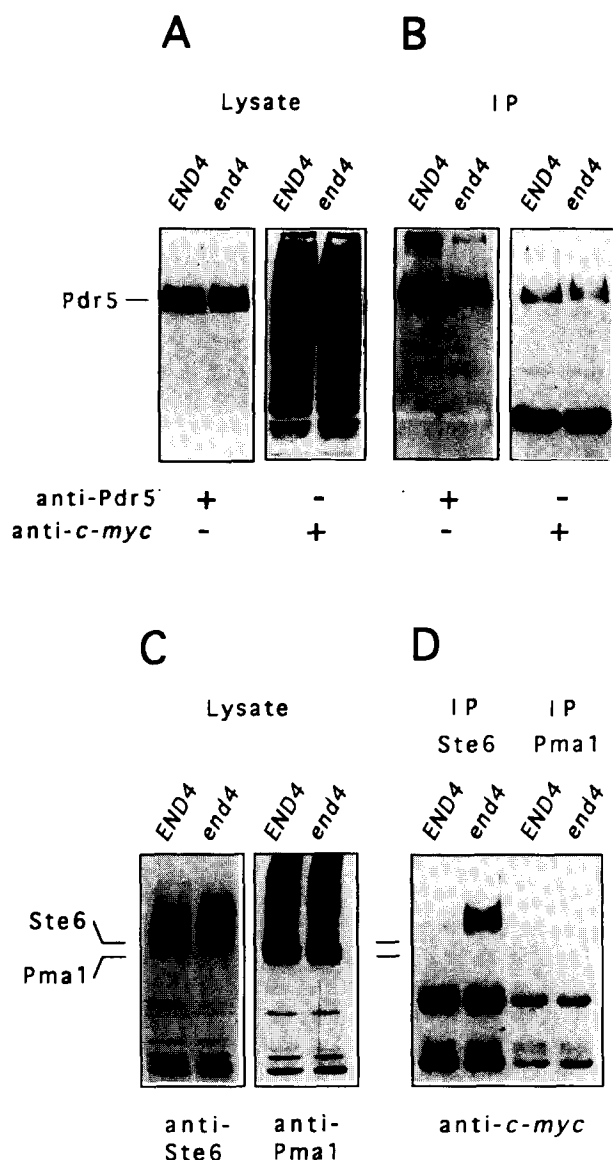 A B
Lysate IP
END4 end4 END4 end4 END4 end4 END4 end4
Pdr5
anti-Pdr5 + - + -
anti-c-myc - + - +
C D
Lysate IP IP
Ste6 Pma1
END4 end4 END4 end4 END4 end4 END4 end4
Ste6
Pma1
anti- anti- anti-c-myc
Ste6 Pma1